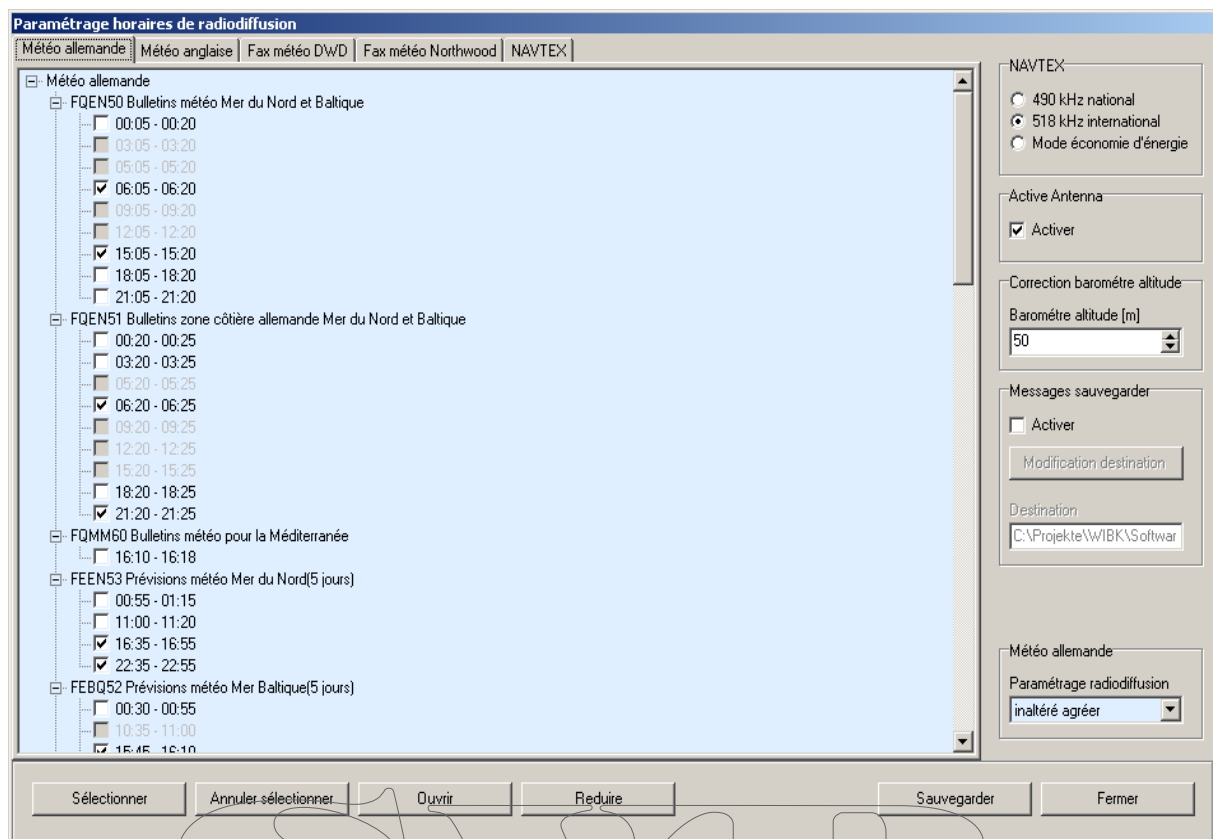 Paramétrage horaires de radiodiffusion
Météo allemande
Météo anglaise
Fax météo DWD
Fax météo Northwood
NAVTEX
Météo allemande
FQEN50 Bulletins météo Mer du Nord et Baltique
00:05 - 00:20
03:05 - 03:20
05:05 - 05:20
06:05 - 06:20
09:05 - 09:20
12:05 - 12:20
15:05 - 15:20
18:05 - 18:20
21:05 - 21:20
FQEN51 Bulletins zone côtière allemande Mer du Nord et Baltique
00:20 - 00:25
03:20 - 03:25
05:20 - 05:25
06:20 - 06:25
09:20 - 09:25
12:20 - 12:25
15:20 - 15:25
18:20 - 18:25
21:20 - 21:25
FQMM60 Bulletins météo pour la Méditerranée
16:10 - 16:18
FEEN53 Prévisions météo Mer du Nord(5 jours)
00:55 - 01:15
11:00 - 11:20
16:35 - 16:55
22:35 - 22:55
FEBQ52 Prévisions météo Mer Baltique(5 jours)
00:30 - 00:55
10:35 - 11:00
15:45 - 16:10
NAVTEX
490 kHz national
518 kHz international
Mode économie d'énergie
Active Antenna
Activer
Correction barométre altitude
Barométre altitude [m]
50
Messages sauvegarder
Activer
Modification destination
Destination
C:\Projekte\WIBK\Softwar
Météo allemande
Paramétrage radiodiffusion
inaltéré agréer
Sélectionner
Annuler sélectionner
Ouvrir
Reduire
Sauvegarder
Fermer